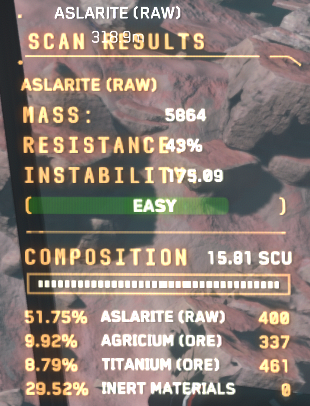 ASLARITE (RAW)
318.9m
SCAN RESULTS
ASLARITE (RAW)
MASS: 5864
RESISTANCE 43%
INSTABILITY 175.09
EASY
COMPOSITION 15.81 SCU
51.75% ASLARITE (RAW) 400
9.92% AGRICIUM (ORE) 337
8.79% TITANIUM (ORE) 461
29.52% INERT MATERIALS 0